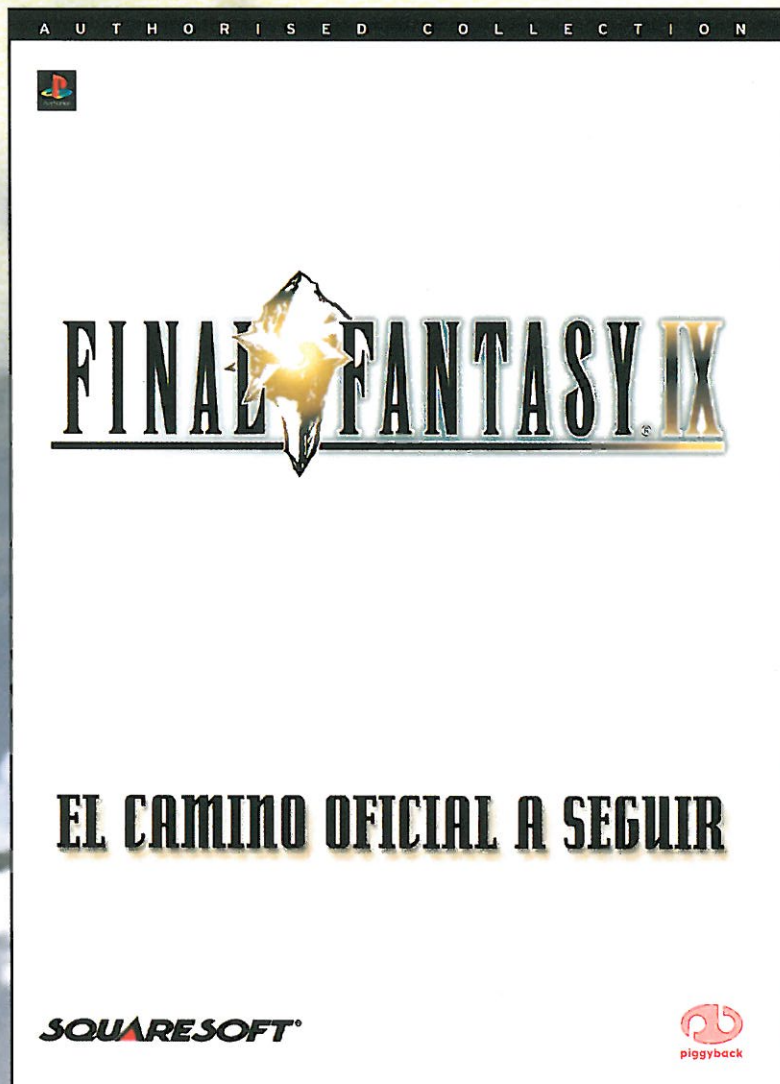 AUTHORISED COLLECTION
FINAL FANTASY® IX
EL CAMINO OFICIAL A SEGUIR
SQUARESOFT®
piggyback